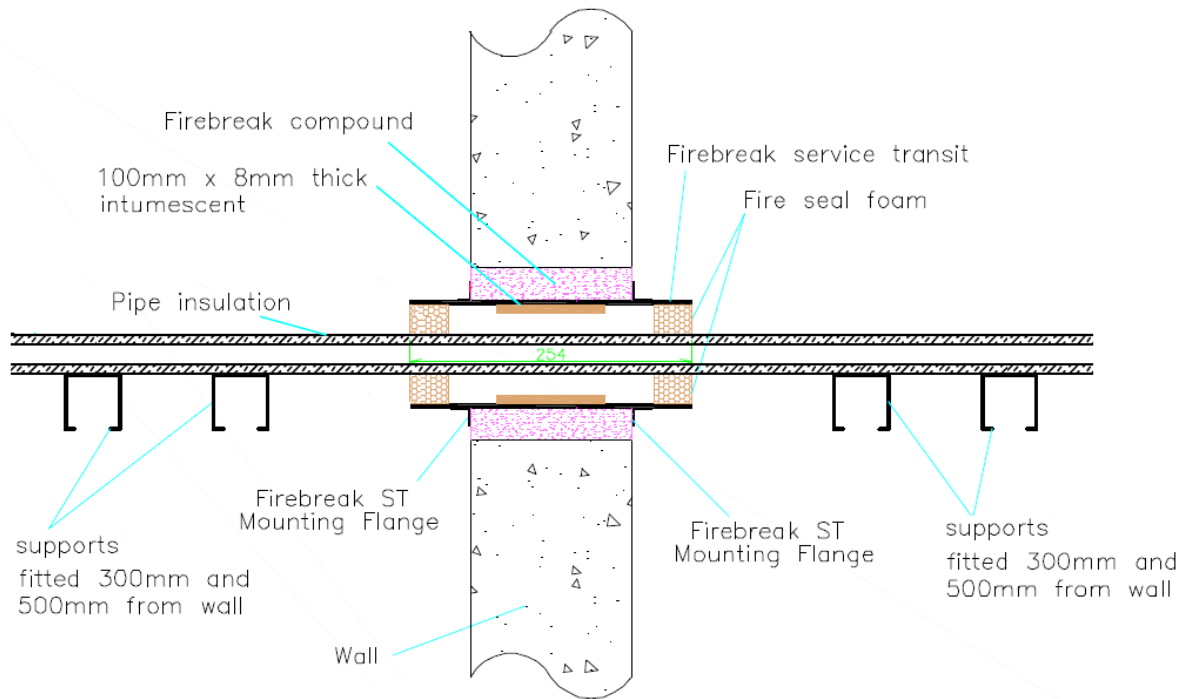 Firebreak compound
100mm x 8mm thick
intumescent
Firebreak service transit
Fire seal foam
Pipe insulation
254
Firebreak ST
Mounting Flange
Firebreak ST
Mounting Flange
supports
fitted 300mm and
500mm from wall
supports
fitted 300mm and
500mm from wall
Wall